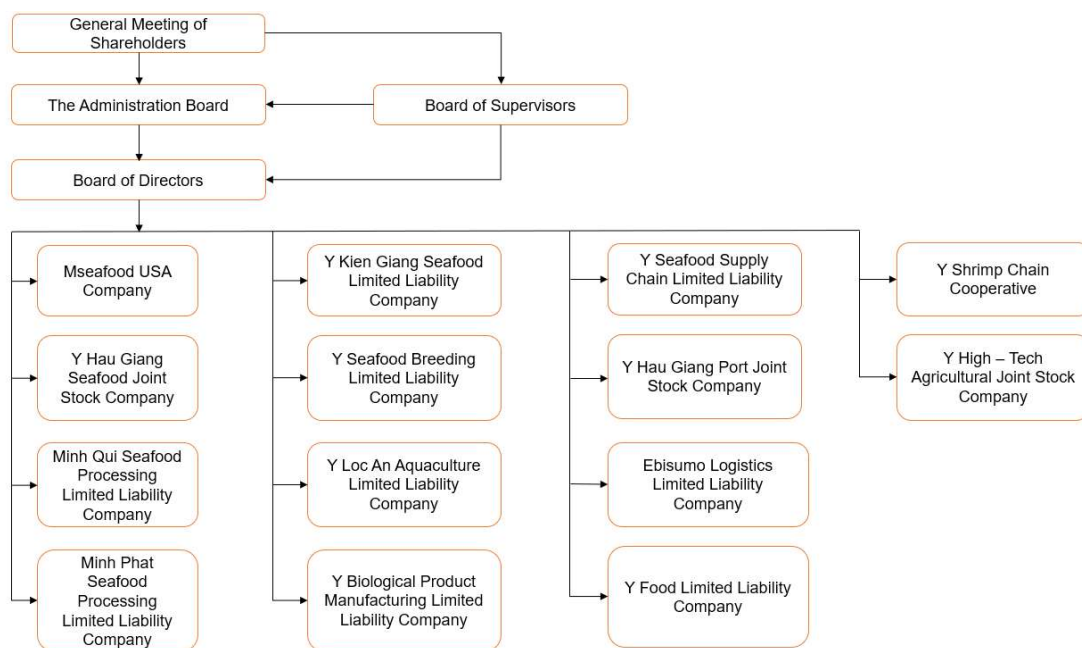 General Meeting of
Shareholders
The Administration Board
Board of Supervisors
Board of Directors
Mseafood USA
Company
Y Hau Giang
Seafood Joint
Stock Company
Minh Qui Seafood
Processing
Limited Liability
Company
Minh Phat
Seafood
Processing
Limited Liability
Company
Y Kien Giang Seafood
Limited Liability
Company
Y Seafood Breeding
Limited Liability
Company
Y Loc An Aquaculture
Limited Liability
Company
Y Biological Product
Manufacturing Limited
Liability Company
Y Seafood Supply
Chain Limited Liability
Company
Y Hau Giang Port Joint
Stock Company
Ebisumo Logistics
Limited Liability
Company
Y Food Limited Liability
Company
Y Shrimp Chain
Cooperative
Y High – Tech
Agricultural Joint Stock
Company